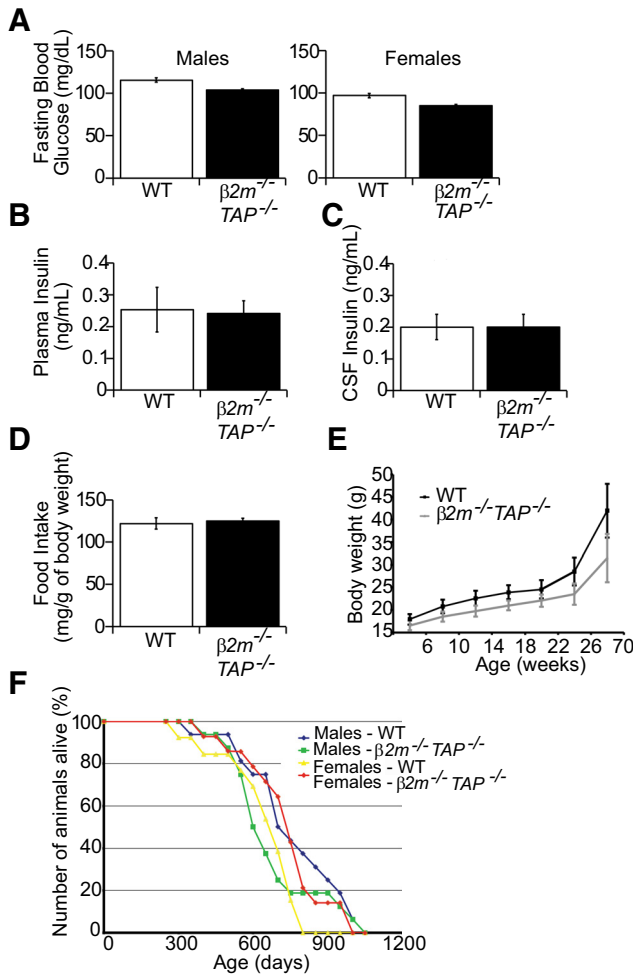 A
Fasting Blood
Glucose (mg/dL)
Males
150
100
50
0
WT
β2m-/-
TAP-/-
Females
150
100
50
0
WT
β2m-/-
TAP-/-
B
Plasma Insulin
(ng/mL)
0.4
0.3
0.2
0.1
0
WT
β2m-/-
TAP-/-
C
CSF Insulin (ng/mL)
0.4
0.3
0.2
0.1
0
WT
β2m-/-
TAP-/-
D
Food Intake
(mg/g of body weight)
150
100
50
0
WT
β2m-/-
TAP-/-
E
Body weight (g)
50
45
40
35
30
25
20
15
WT
β2m-/-TAP-/-
6 12 14 18 22 26 70
Age (weeks)
F
Number of animals alive (%)
100
80
60
40
20
0
Males - WT
Males - β2m-/- TAP-/-
Females - WT
Females - β2m-/- TAP-/-
0 300 600 900 1200
Age (days)